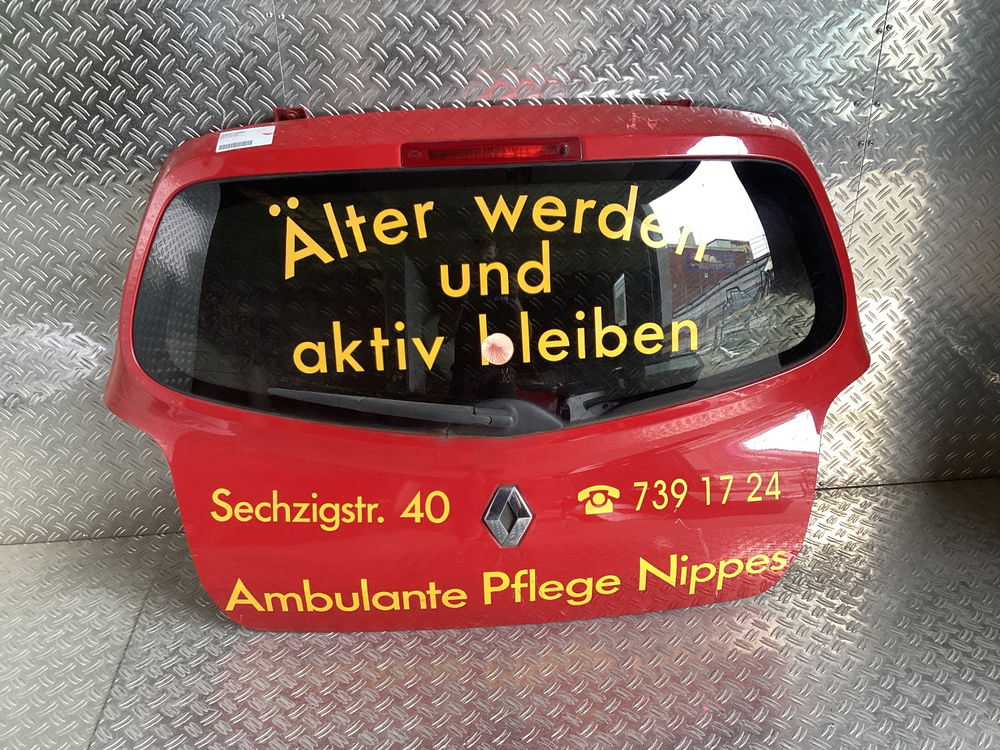 Älter werden
und
aktiv bleiben
Sechzigstr. 40
☎ 739 17 24
Ambulante Pflege Nippes